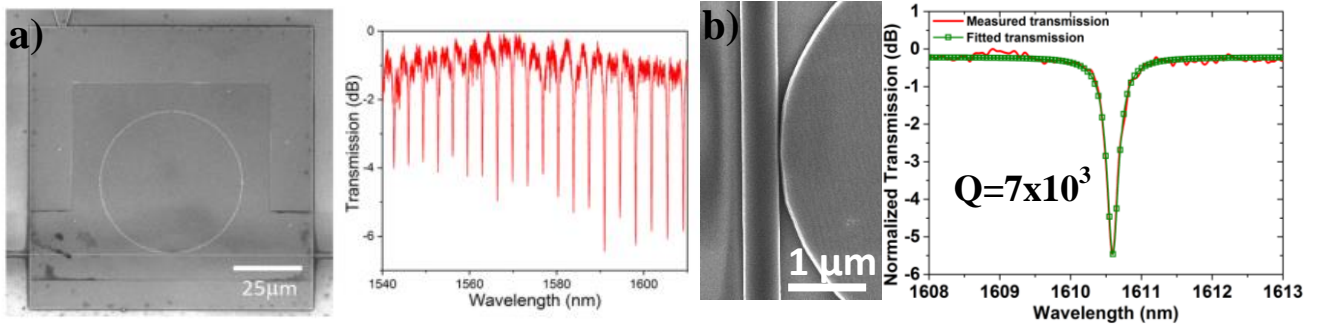 a)
25μm
0
-2
-4
-6
Transmission (dB)
1540
1560
1580
1600
Wavelength (nm)
b)
1 μm
Measured transmission
Fitted transmission
1
0
-1
-2
-3
-4
-5
-6
Normalized Transmission (dB)
Q=7x10³
1608
1609
1610
1611
1612
1613
Wavelength (nm)